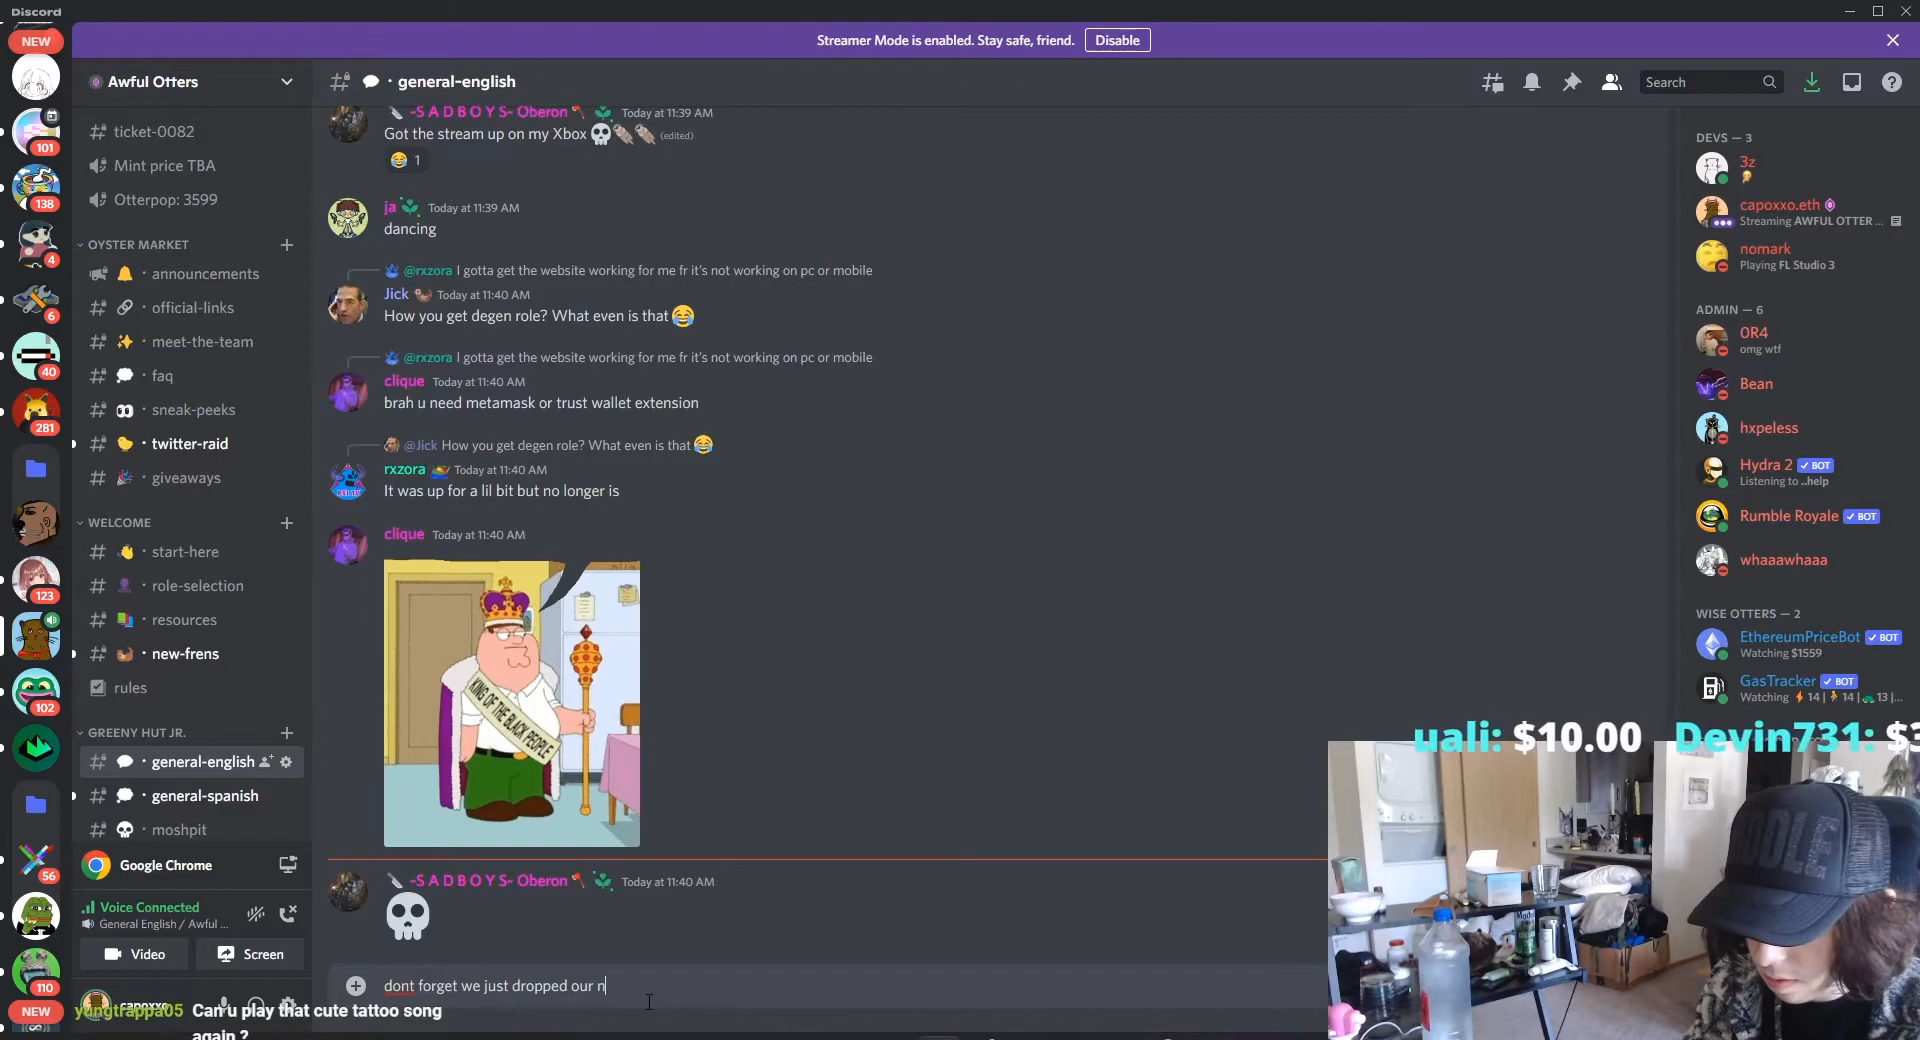 Discord
NEW
Streamer Mode is enabled. Stay safe, friend.
Disable
Awful Otters
general-english
Search
101
138
4
6
40
281
123
102
56
110
NEW
ticket-0082
Mint price TBA
Otterpop: 3599
OYSTER MARKET
announcements
official-links
meet-the-team
faq
sneak-peeks
twitter-raid
giveaways
WELCOME
start-here
role-selection
resources
new-frens
rules
GREENY HUT JR.
general-english
general-spanish
moshpit
Google Chrome
Voice Connected
General English / Awful ...
Video
Screen
capoxxo
yungtrappa05 Can u play that cute tattoo song
again ?
-S A D B O Y S- Oberon Today at 11:39 AM
Got the stream up on my Xbox (edited)
1
ja Today at 11:39 AM
dancing
@rxzora I gotta get the website working for me fr it's not working on pc or mobile
Jick Today at 11:40 AM
How you get degen role? What even is that
@rxzora I gotta get the website working for me fr it's not working on pc or mobile
clique Today at 11:40 AM
brah u need metamask or trust wallet extension
@Jick How you get degen role? What even is that
rxzora Today at 11:40 AM
It was up for a lil bit but no longer is
clique Today at 11:40 AM
KING OF THE BLACK PEOPLE
-S A D B O Y S- Oberon Today at 11:40 AM
dont forget we just dropped our n
DEVS — 3
3z
capoxxo.eth
Streaming AWFUL OTTER ...
nomark
Playing FL Studio 3
ADMIN — 6
0R4
omg wtf
Bean
hxpeless
Hydra 2 BOT
Listening to ..help
Rumble Royale BOT
whaaawhaaa
WISE OTTERS — 2
EthereumPriceBot BOT
Watching $1559
GasTracker BOT
Watching 14 | 14 | 13 |...
uali: $10.00 Devin731: $3